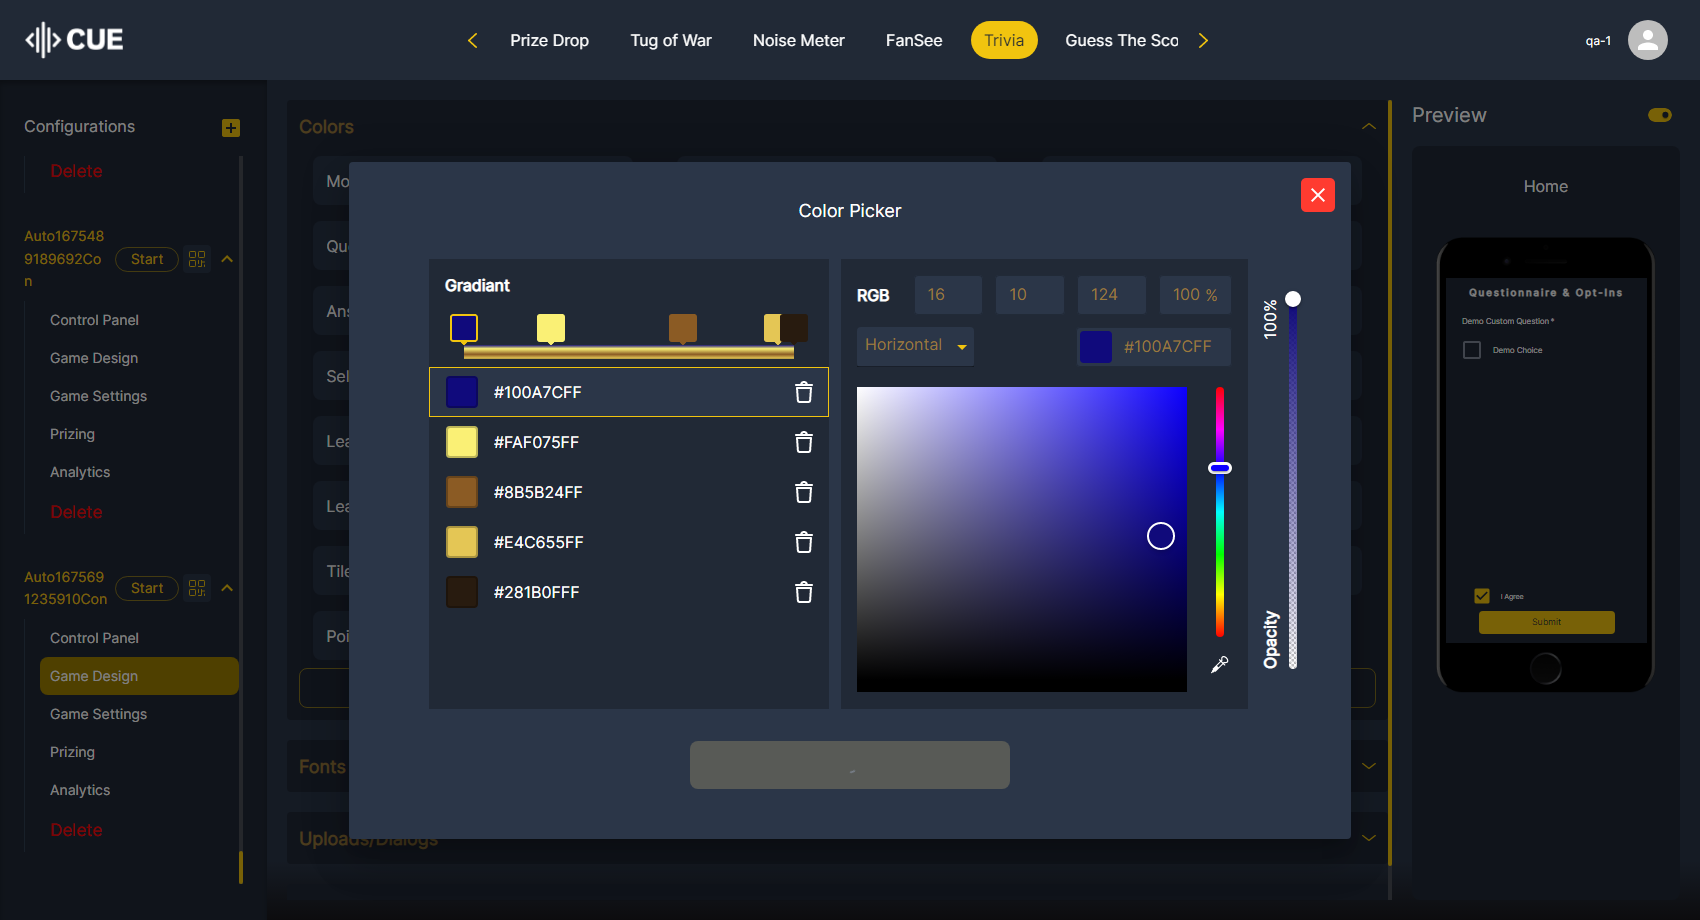 CUE
Prize Drop
Tug of War
Noise Meter
FanSee
Trivia
Guess The Sco
qa-1
Configurations
Delete
Auto167548
9189692Co
n
Start
Control Panel
Game Design
Game Settings
Prizing
Analytics
Delete
Auto167569
1235910Con
Start
Control Panel
Game Design
Game Settings
Prizing
Analytics
Delete
Colors
Mo
Qu
Ans
Sel
Lea
Lea
Tile
Poi
Fonts
Uploads/Dialogs
Color Picker
Gradiant
#100A7CFF
#FAF075FF
#8B5B24FF
#E4C655FF
#281B0FFF
RGB
16
10
124
100 %
Horizontal
#100A7CFF
100%
Opacity
Preview
Home
Questionnaire & Opt-Ins
Demo Custom Question *
Demo Choice
I Agree
Submit